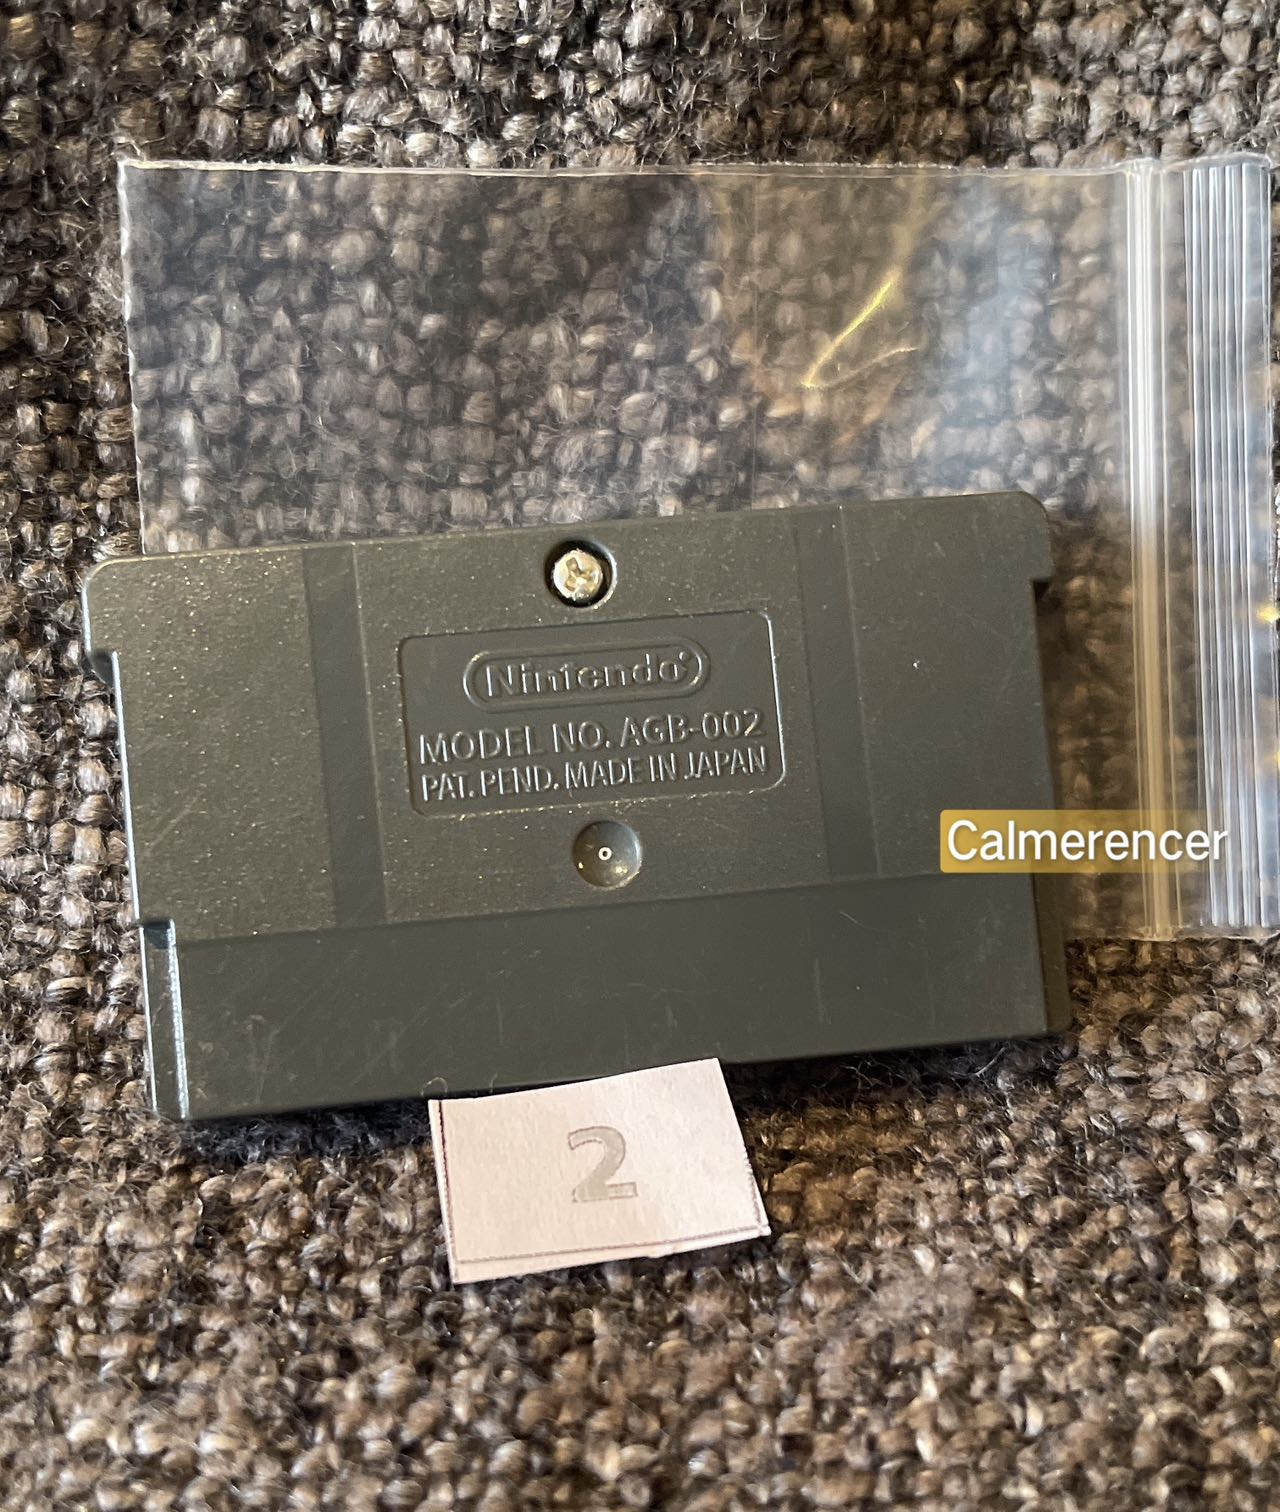 Nintendo
MODEL NO. AGB-002
PAT. PEND. MADE IN JAPAN
Calmerencer
2